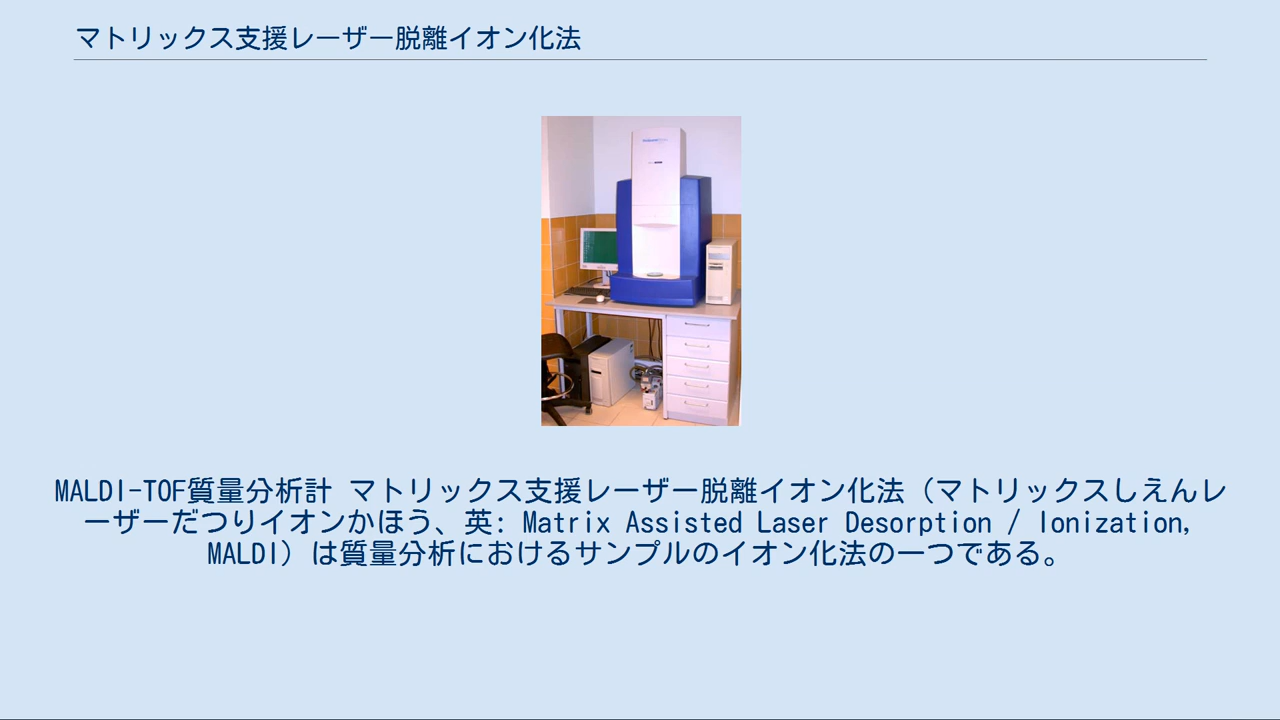 マトリックス支援レーザー脱離イオン化法
MALDI-TOF質量分析計 マトリックス支援レーザー脱離イオン化法（マトリックスしえんレ
ーザーだつりイオンかほう、英: Matrix Assisted Laser Desorption / Ionization,
MALDI）は質量分析におけるサンプルのイオン化法の一つである。